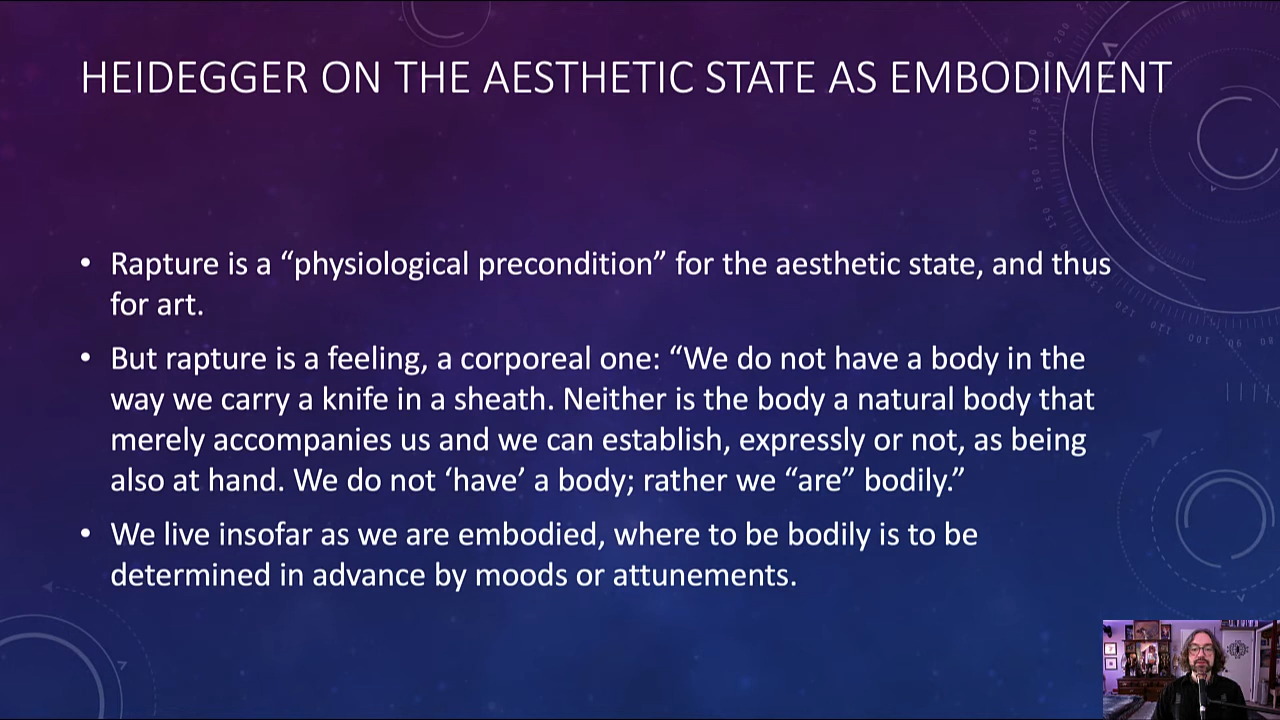 HEIDEGGER ON THE AESTHETIC STATE AS EMBODIMENT
• Rapture is a “physiological precondition” for the aesthetic state, and thus
for art.
• But rapture is a feeling, a corporeal one: “We do not have a body in the
way we carry a knife in a sheath. Neither is the body a natural body that
merely accompanies us and we can establish, expressly or not, as being
also at hand. We do not ‘have’ a body; rather we “are” bodily.”
• We live insofar as we are embodied, where to be bodily is to be
determined in advance by moods or attunements.